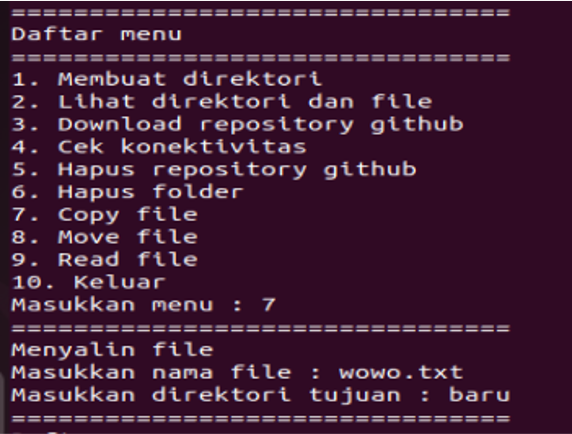 ================================
Daftar menu
================================
1. Membuat direktori
2. Lihat direktori dan file
3. Download repository github
4. Cek konektivitas
5. Hapus repository github
6. Hapus folder
7. Copy file
8. Move file
9. Read file
10. Keluar
Masukkan menu : 7
================================
Menyalin file
Masukkan nama file : wowo.txt
Masukkan direktori tujuan : baru
================================